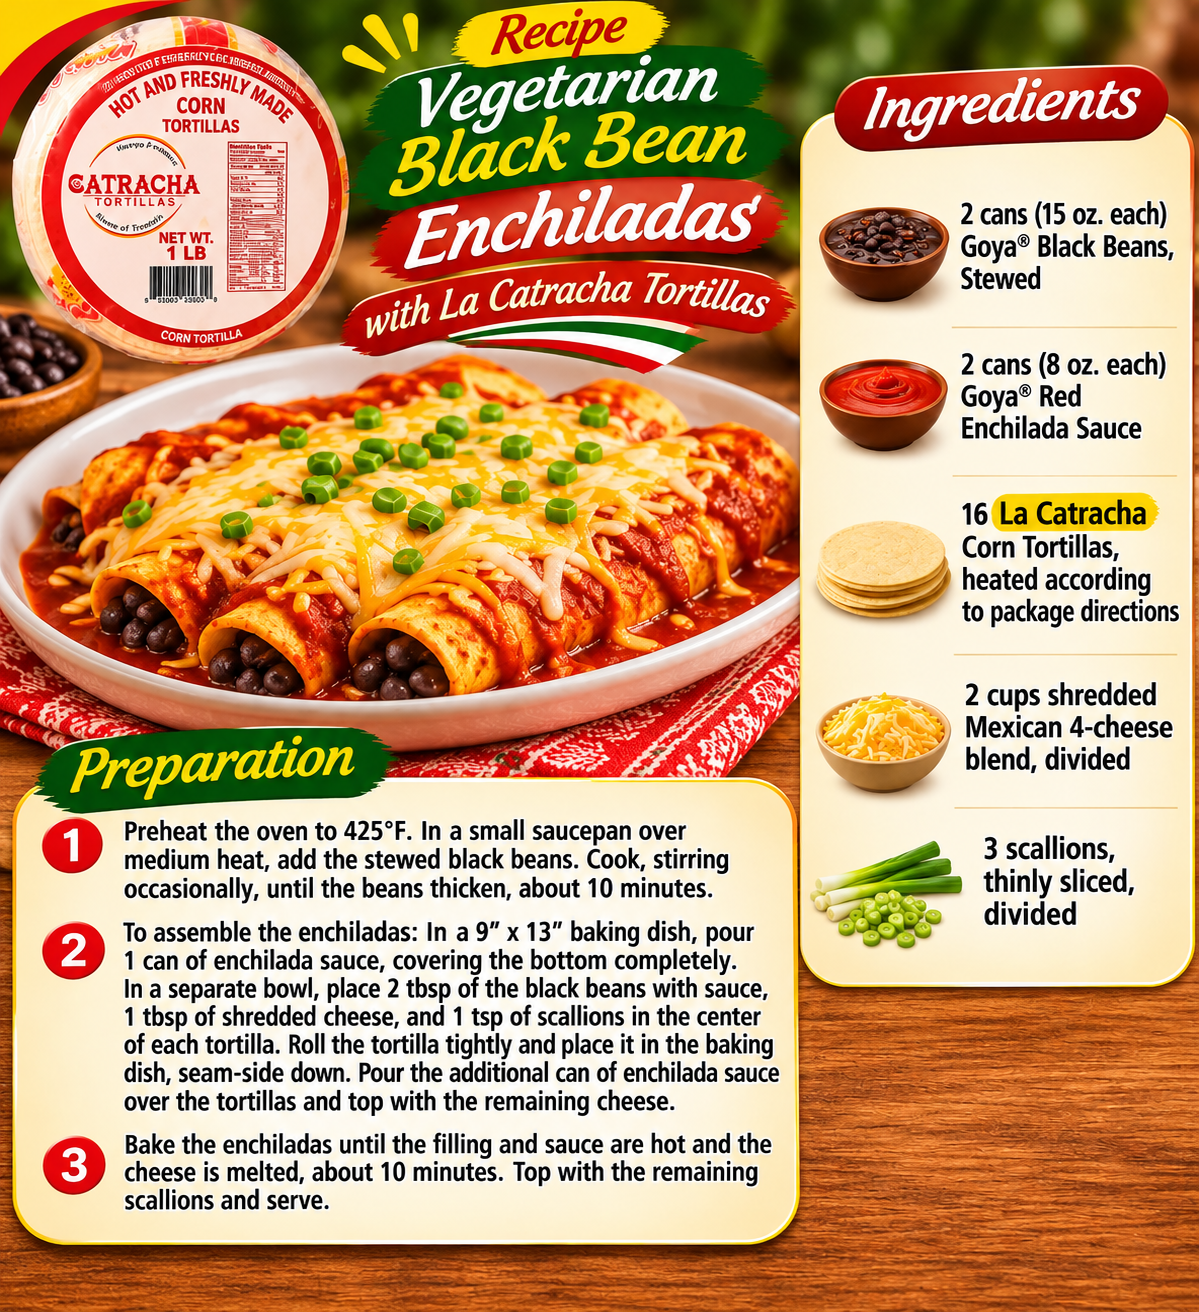 HOT AND FRESHLY MADE
CORN
TORTILLAS
CATRACHA
TORTILLAS
NET WT.
1 LB
CORN TORTILLA
Recipe
Vegetarian
Black Bean
Enchiladas
with La Catracha Tortillas
Ingredients
2 cans (15 oz. each)
Goya® Black Beans,
Stewed
2 cans (8 oz. each)
Goya® Red
Enchilada Sauce
16 La Catracha
Corn Tortillas,
heated according
to package directions
2 cups shredded
Mexican 4-cheese
blend, divided
3 scallions,
thinly sliced,
divided
Preparation
1 Preheat the oven to 425°F. In a small saucepan over
medium heat, add the stewed black beans. Cook, stirring
occasionally, until the beans thicken, about 10 minutes.
2 To assemble the enchiladas: In a 9” x 13” baking dish, pour
1 can of enchilada sauce, covering the bottom completely.
In a separate bowl, place 2 tbsp of the black beans with sauce,
1 tbsp of shredded cheese, and 1 tsp of scallions in the center
of each tortilla. Roll the tortilla tightly and place it in the baking
dish, seam-side down. Pour the additional can of enchilada sauce
over the tortillas and top with the remaining cheese.
3 Bake the enchiladas until the filling and sauce are hot and the
cheese is melted, about 10 minutes. Top with the remaining
scallions and serve.